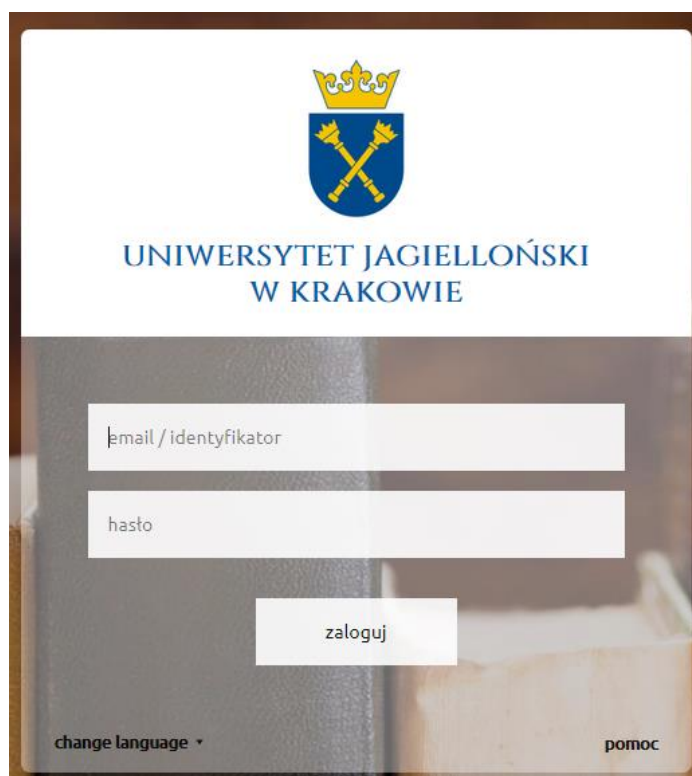 UNIWERSYTET JAGIELLOŃSKI
W KRAKOWIE
email / identyfikator
hasło
zaloguj
change language
pomoc